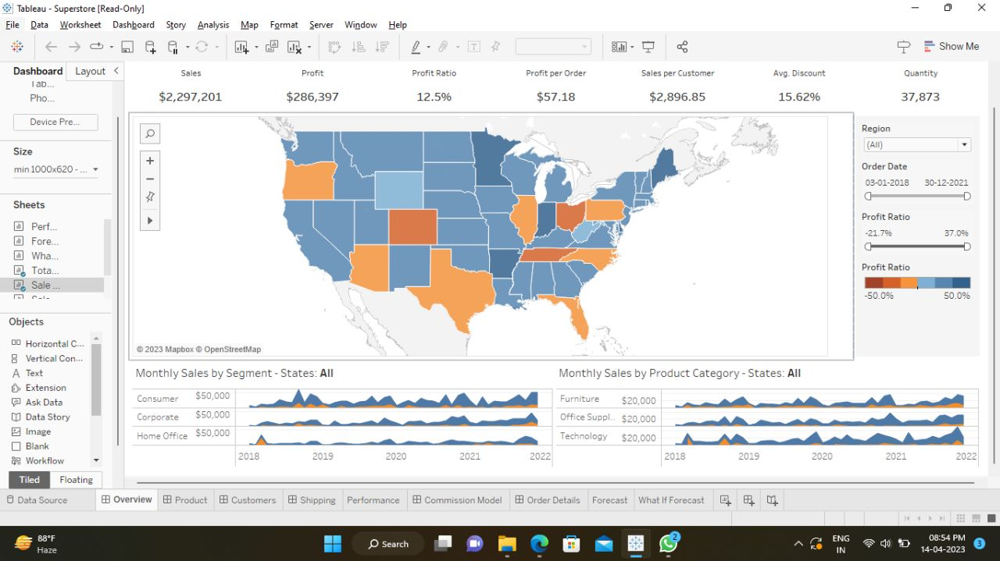 Tableau - Superstore [Read-Only]
File Data Worksheet Dashboard Story Analysis Map Format Server Window Help
Show Me
Dashboard Layout
Tab...
Pho...
Device Pre...
Size
min 1000x620 - ...
Sheets
Perf...
Fore...
Wha...
Tota...
Sale ...
Objects
Horizontal C...
Vertical Con...
Text
Extension
Ask Data
Data Story
Image
Blank
Workflow
Tiled Floating
Sales Profit Profit Ratio Profit per Order Sales per Customer Avg. Discount Quantity
$2,297,201 $286,397 12.5% $57.18 $2,896.85 15.62% 37,873
© 2023 Mapbox © OpenStreetMap
Region
(All)
Order Date
03-01-2018 30-12-2021
Profit Ratio
-21.7% 37.0%
Profit Ratio
-50.0% 50.0%
Monthly Sales by Segment - States: All
Consumer $50,000
Corporate $50,000
Home Office $50,000
2018 2019 2020 2021 2022
Monthly Sales by Product Category - States: All
Furniture $20,000
Office Suppl.. $20,000
Technology $20,000
2018 2019 2020 2021 2022
Data Source Overview Product Customers Shipping Performance Commission Model Order Details Forecast What If Forecast
88°F
Haze
Search
2
ENG
IN
08:54 PM
14-04-2023
3